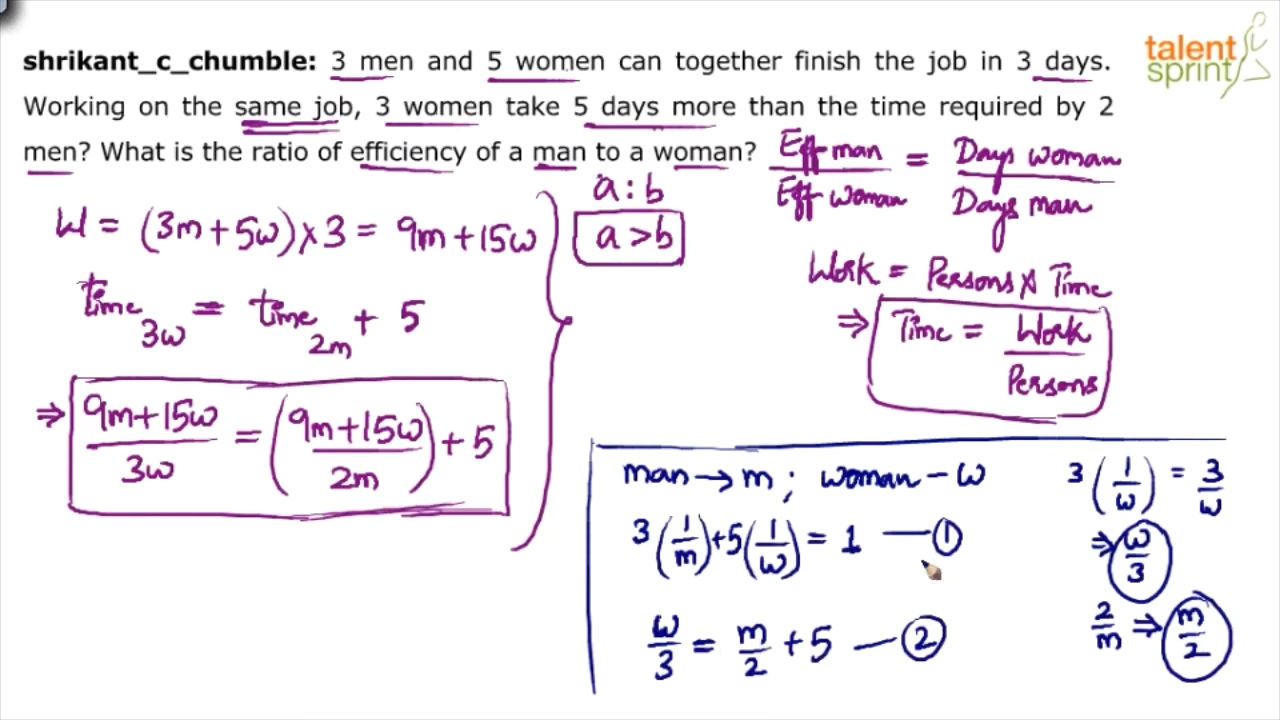 talent
sprint
shrikant_c_chumble: 3 men and 5 women can together finish the job in 3 days.
Working on the same job, 3 women take 5 days more than the time required by 2
men? What is the ratio of efficiency of a man to a woman?
Eff man / Eff woman = Days woman / Days man
a : b
a > b
W = (3m + 5w) x 3 = 9m + 15w
Work = Persons x Time
time 3w = time 2m + 5
⇒ Time = Work / Persons
⇒ 9m + 15w / 3w = (9m + 15w / 2m) + 5
man → m ; woman - w
3 (1/m) + 5 (1/w) = 1 — 1
w/3 = m/2 + 5 — 2
3 (1/w) = 3/w
⇒ w/3
2/m ⇒ m/2